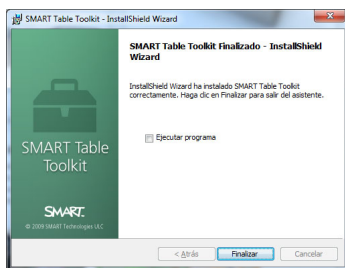 SMART Table Toolkit - InstallShield Wizard
SMART Table Toolkit Finalizado - InstallShield
Wizard
InstallShield Wizard ha instalado SMART Table Toolkit
correctamente. Haga clic en Finalizar para salir del asistente.
Ejecutar programa
SMART Table
Toolkit
SMART
© 2009 SMART Technologies ULC
< Atrás
Finalizar
Cancelar